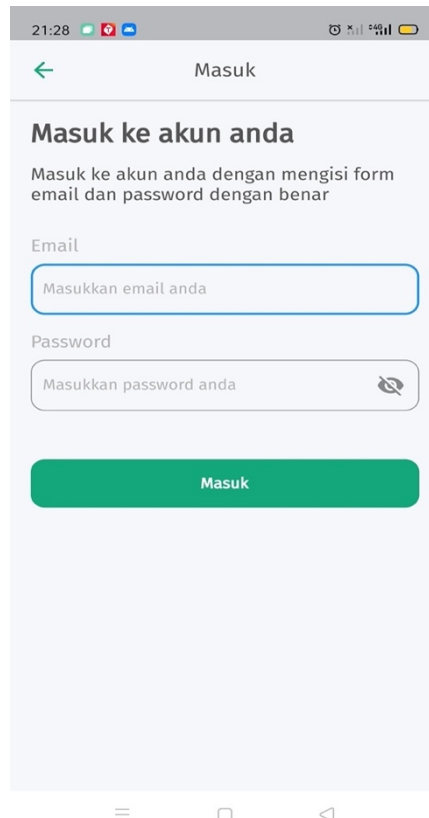 21:28
Masuk
Masuk ke akun anda
Masuk ke akun anda dengan mengisi form
email dan password dengan benar
Email
Masukkan email anda
Password
Masukkan password anda
Masuk